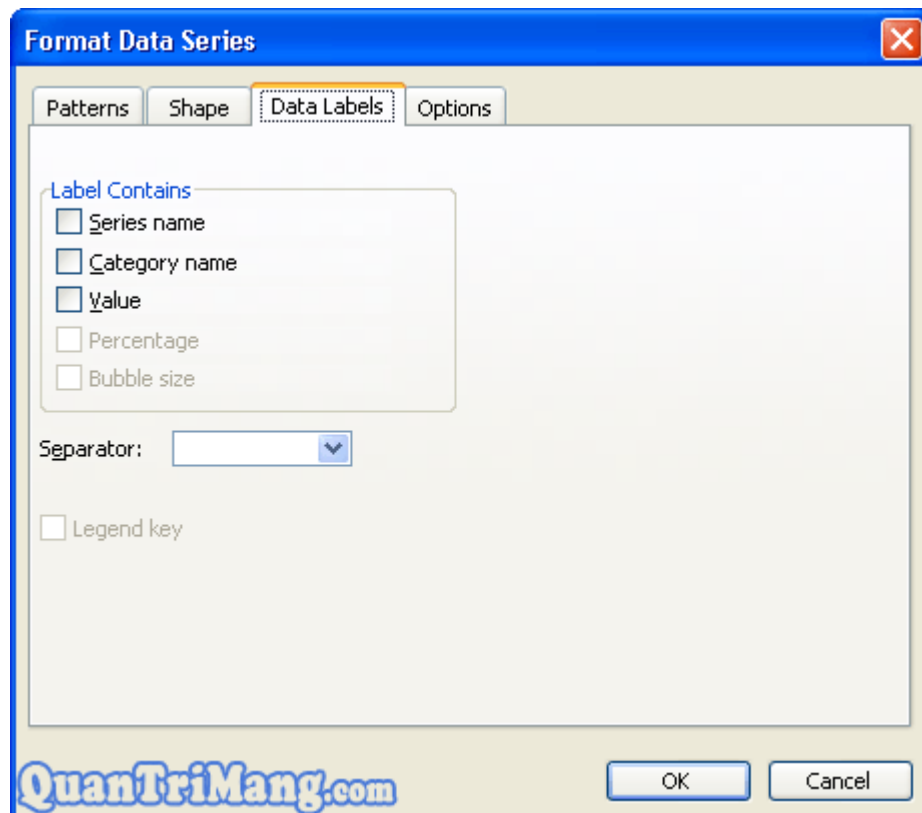 Format Data Series
Patterns Shape Data Labels Options
Label Contains
Series name
Category name
Value
Percentage
Bubble size
Separator:
Legend key
QuanTriMang.com
OK Cancel